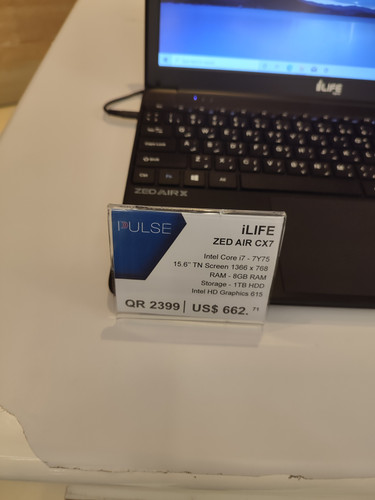 iLIFE
ZED AIR X
PULSE
iLIFE
ZED AIR CX7
Intel Core i7 - 7Y75
15.6" TN Screen 1366 x 768
RAM - 8GB RAM
Storage - 1TB HDD
Intel HD Graphics 615
QR 2399 | US$ 662.